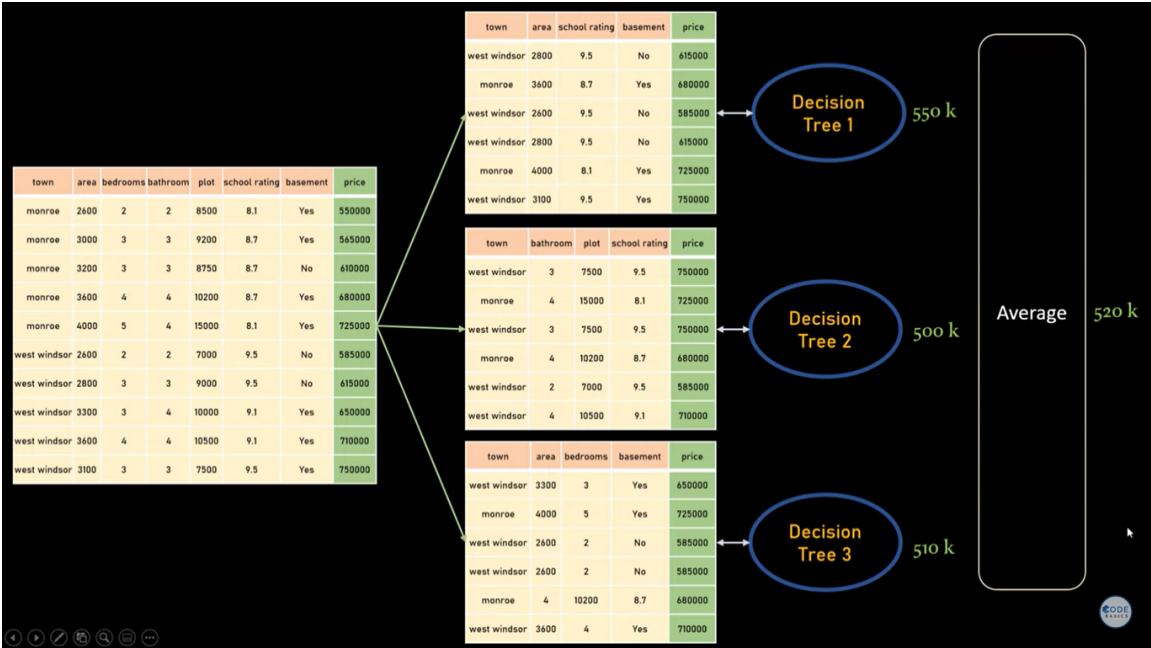 town area bedrooms bathroom plot school rating basement price
monroe 2600 2 2 8500 8.1 Yes 550000
monroe 3000 3 3 9200 8.7 Yes 565000
monroe 3200 3 3 8750 8.7 No 610000
monroe 3600 4 4 10200 8.7 Yes 680000
monroe 4000 5 4 15000 8.1 Yes 725000
west windsor 2600 2 2 7000 9.5 No 585000
west windsor 2800 3 3 9000 9.5 No 615000
west windsor 3300 3 4 10000 9.1 Yes 650000
west windsor 3600 4 4 10500 9.1 Yes 710000
west windsor 3100 3 3 7500 9.5 Yes 750000
town area school rating basement price
west windsor 2800 9.5 No 615000
monroe 3600 8.7 Yes 680000
west windsor 2600 9.5 No 585000
west windsor 2800 9.5 No 615000
monroe 4000 8.1 Yes 725000
west windsor 3100 9.5 Yes 750000
Decision
Tree 1
550 k
town bathroom plot school rating price
west windsor 3 7500 9.5 750000
monroe 4 15000 8.1 725000
west windsor 3 7500 9.5 750000
monroe 4 10200 8.7 680000
west windsor 2 7000 9.5 585000
west windsor 4 10500 9.1 710000
Decision
Tree 2
500 k
town area bedrooms basement price
west windsor 3300 3 Yes 650000
monroe 4000 5 Yes 725000
west windsor 2600 2 No 585000
west windsor 2600 2 No 585000
monroe 4 10200 8.7 680000
west windsor 3600 4 Yes 710000
Decision
Tree 3
510 k
Average
520 k
CODE
BASICS